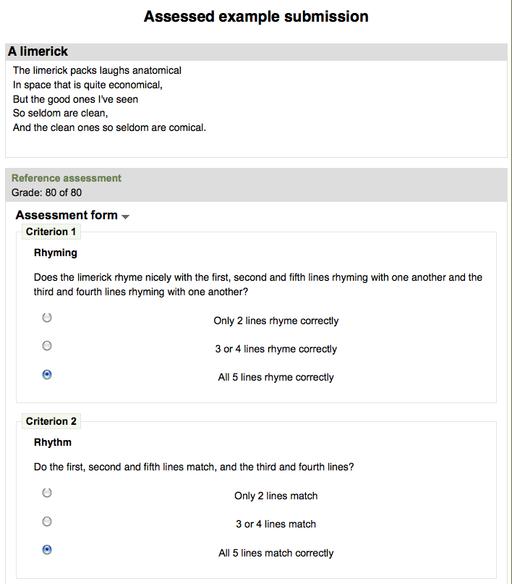 Assessed example submission
A limerick
The limerick packs laughs anatomical
In space that is quite economical,
But the good ones I've seen
So seldom are clean,
And the clean ones so seldom are comical.
Reference assessment
Grade: 80 of 80
Assessment form
Criterion 1
Rhyming
Does the limerick rhyme nicely with the first, second and fifth lines rhyming with one another and the
third and fourth lines rhyming with one another?
Only 2 lines rhyme correctly
3 or 4 lines rhyme correctly
All 5 lines rhyme correctly
Criterion 2
Rhythm
Do the first, second and fifth lines match, and the third and fourth lines?
Only 2 lines match
3 or 4 lines match
All 5 lines match correctly